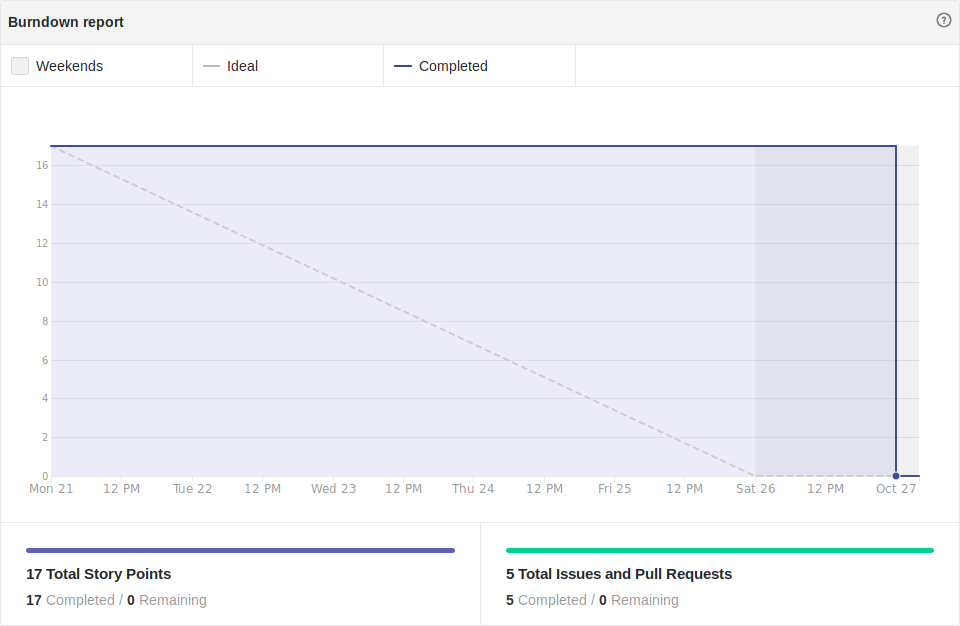 Burndown report
?
Weekends
Ideal
Completed
16
14
12
10
8
6
4
2
0
Mon 21 12 PM Tue 22 12 PM Wed 23 12 PM Thu 24 12 PM Fri 25 12 PM Sat 26 12 PM Oct 27
17 Total Story Points
17 Completed / 0 Remaining
5 Total Issues and Pull Requests
5 Completed / 0 Remaining